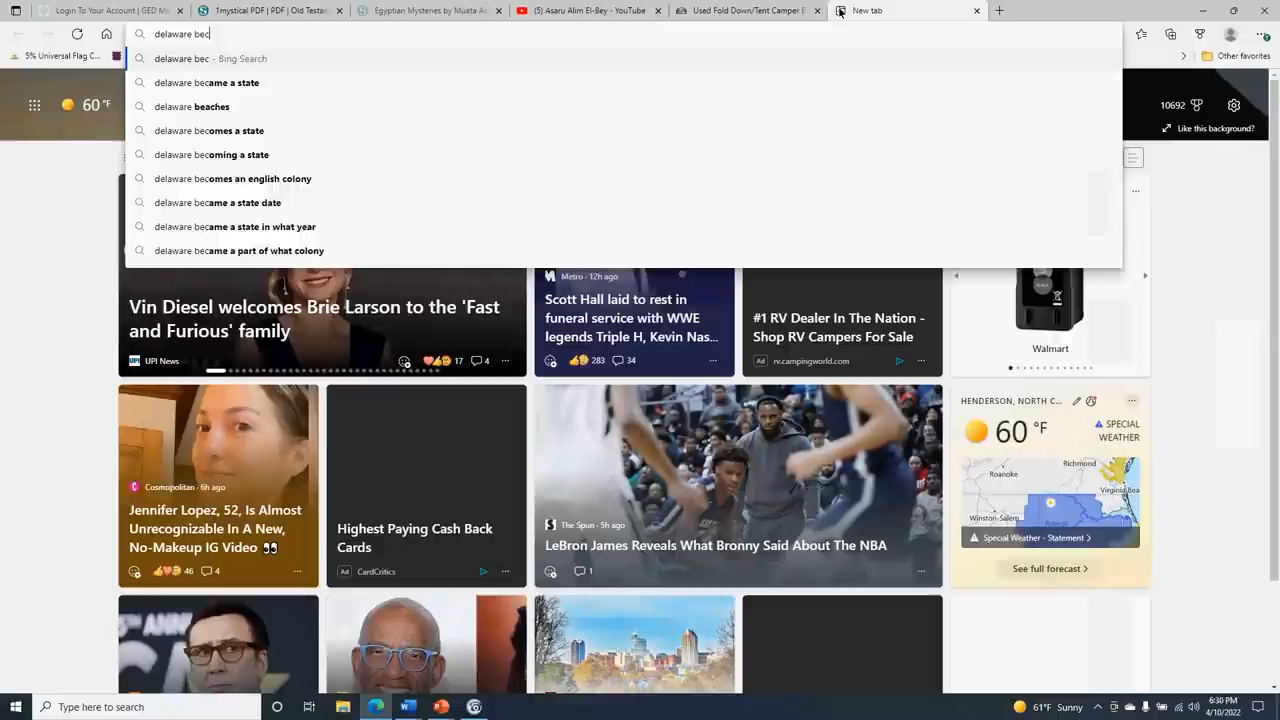 Login To Your Account | GED Mi
1mystical PDF | PDF | Old Testa
Egyptian Mysteries by Muata As
(5) Asaru Alim El-Bey - YouTube
Used Fold Down/Tent Camper B
New tab
delaware bec
5% Universal Flag C...
Other favorites
delaware bec - Bing Search
delaware became a state
delaware beaches
delaware becomes a state
delaware becoming a state
delaware becomes an english colony
delaware became a state date
delaware became a state in what year
delaware became a part of what colony
60 °F
10692
Like this background?
Vin Diesel welcomes Brie Larson to the 'Fast
and Furious' family
UPI News
17
4
Metro · 12h ago
Scott Hall laid to rest in
funeral service with WWE
legends Triple H, Kevin Nas...
283
34
#1 RV Dealer In The Nation -
Shop RV Campers For Sale
Ad
rv.campingworld.com
Walmart
Cosmopolitan · 6h ago
Jennifer Lopez, 52, Is Almost
Unrecognizable In A New,
No-Makeup IG Video 👀
46
4
Highest Paying Cash Back
Cards
Ad
CardCritics
The Spun · 5h ago
LeBron James Reveals What Bronny Said About The NBA
1
HENDERSON, NORTH C...
60 °F
SPECIAL
WEATHER
Roanoke
Richmond
Virginia Bea
Winston-Salem
Raleigh
Special Weather - Statement >
See full forecast >
Type here to search
61°F Sunny
6:30 PM
4/10/2022